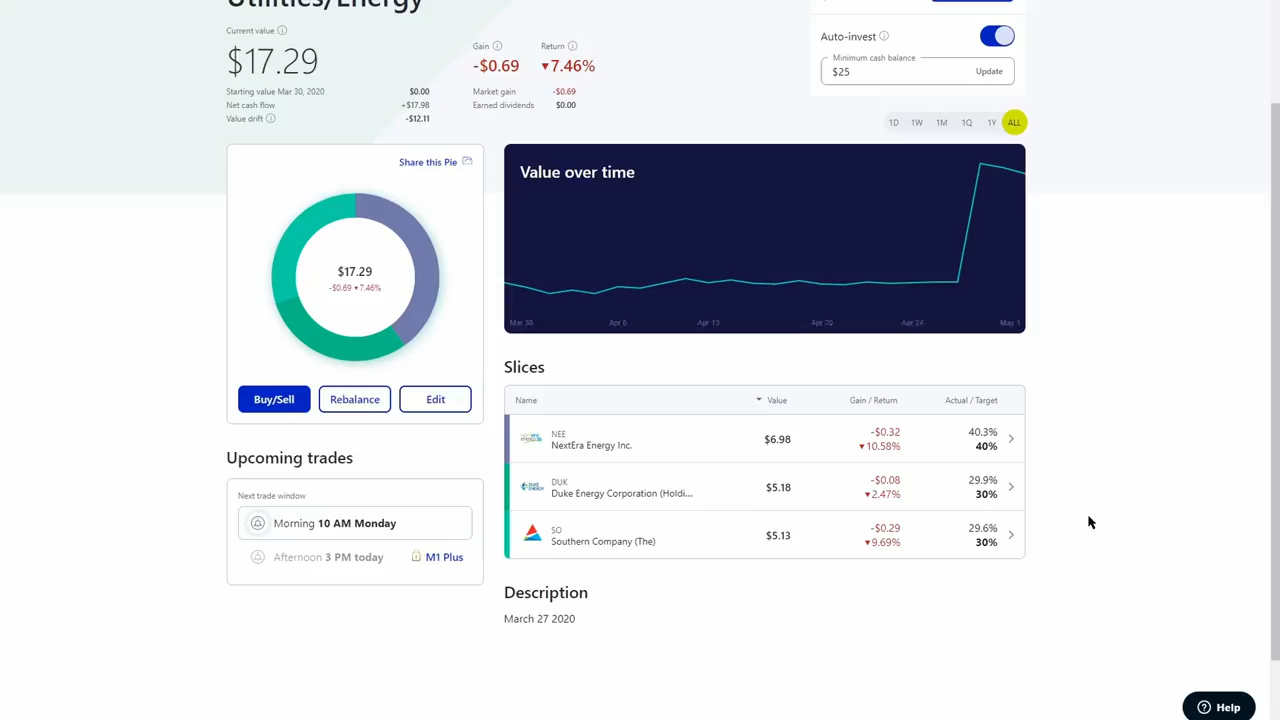 Utilities/Energy
Current value
$17.29
Starting value Mar 30, 2020 $0.00
Net cash flow +$17.98
Value drift -$12.11
Gain Return
-$0.69 ▼7.46%
Market gain -$0.69
Earned dividends $0.00
Auto-invest
Minimum cash balance
$25 Update
1D 1W 1M 1Q 1Y ALL
Share this Pie
$17.29
-$0.69 ▼7.46%
Buy/Sell Rebalance Edit
Value over time
Mar 30 Apr 6 Apr 13 Apr 20 Apr 24 May 1
Upcoming trades
Next trade window
Morning 10 AM Monday
Afternoon 3 PM today M1 Plus
Slices
Name Value Gain / Return Actual / Target
NEE
NextEra Energy Inc.
$6.98
-$0.32
▼10.58%
40.3%
40%
DUK
Duke Energy Corporation (Holdi...
$5.18
-$0.08
▼2.47%
29.9%
30%
SO
Southern Company (The)
$5.13
-$0.29
▼9.69%
29.6%
30%
Description
March 27 2020
Help